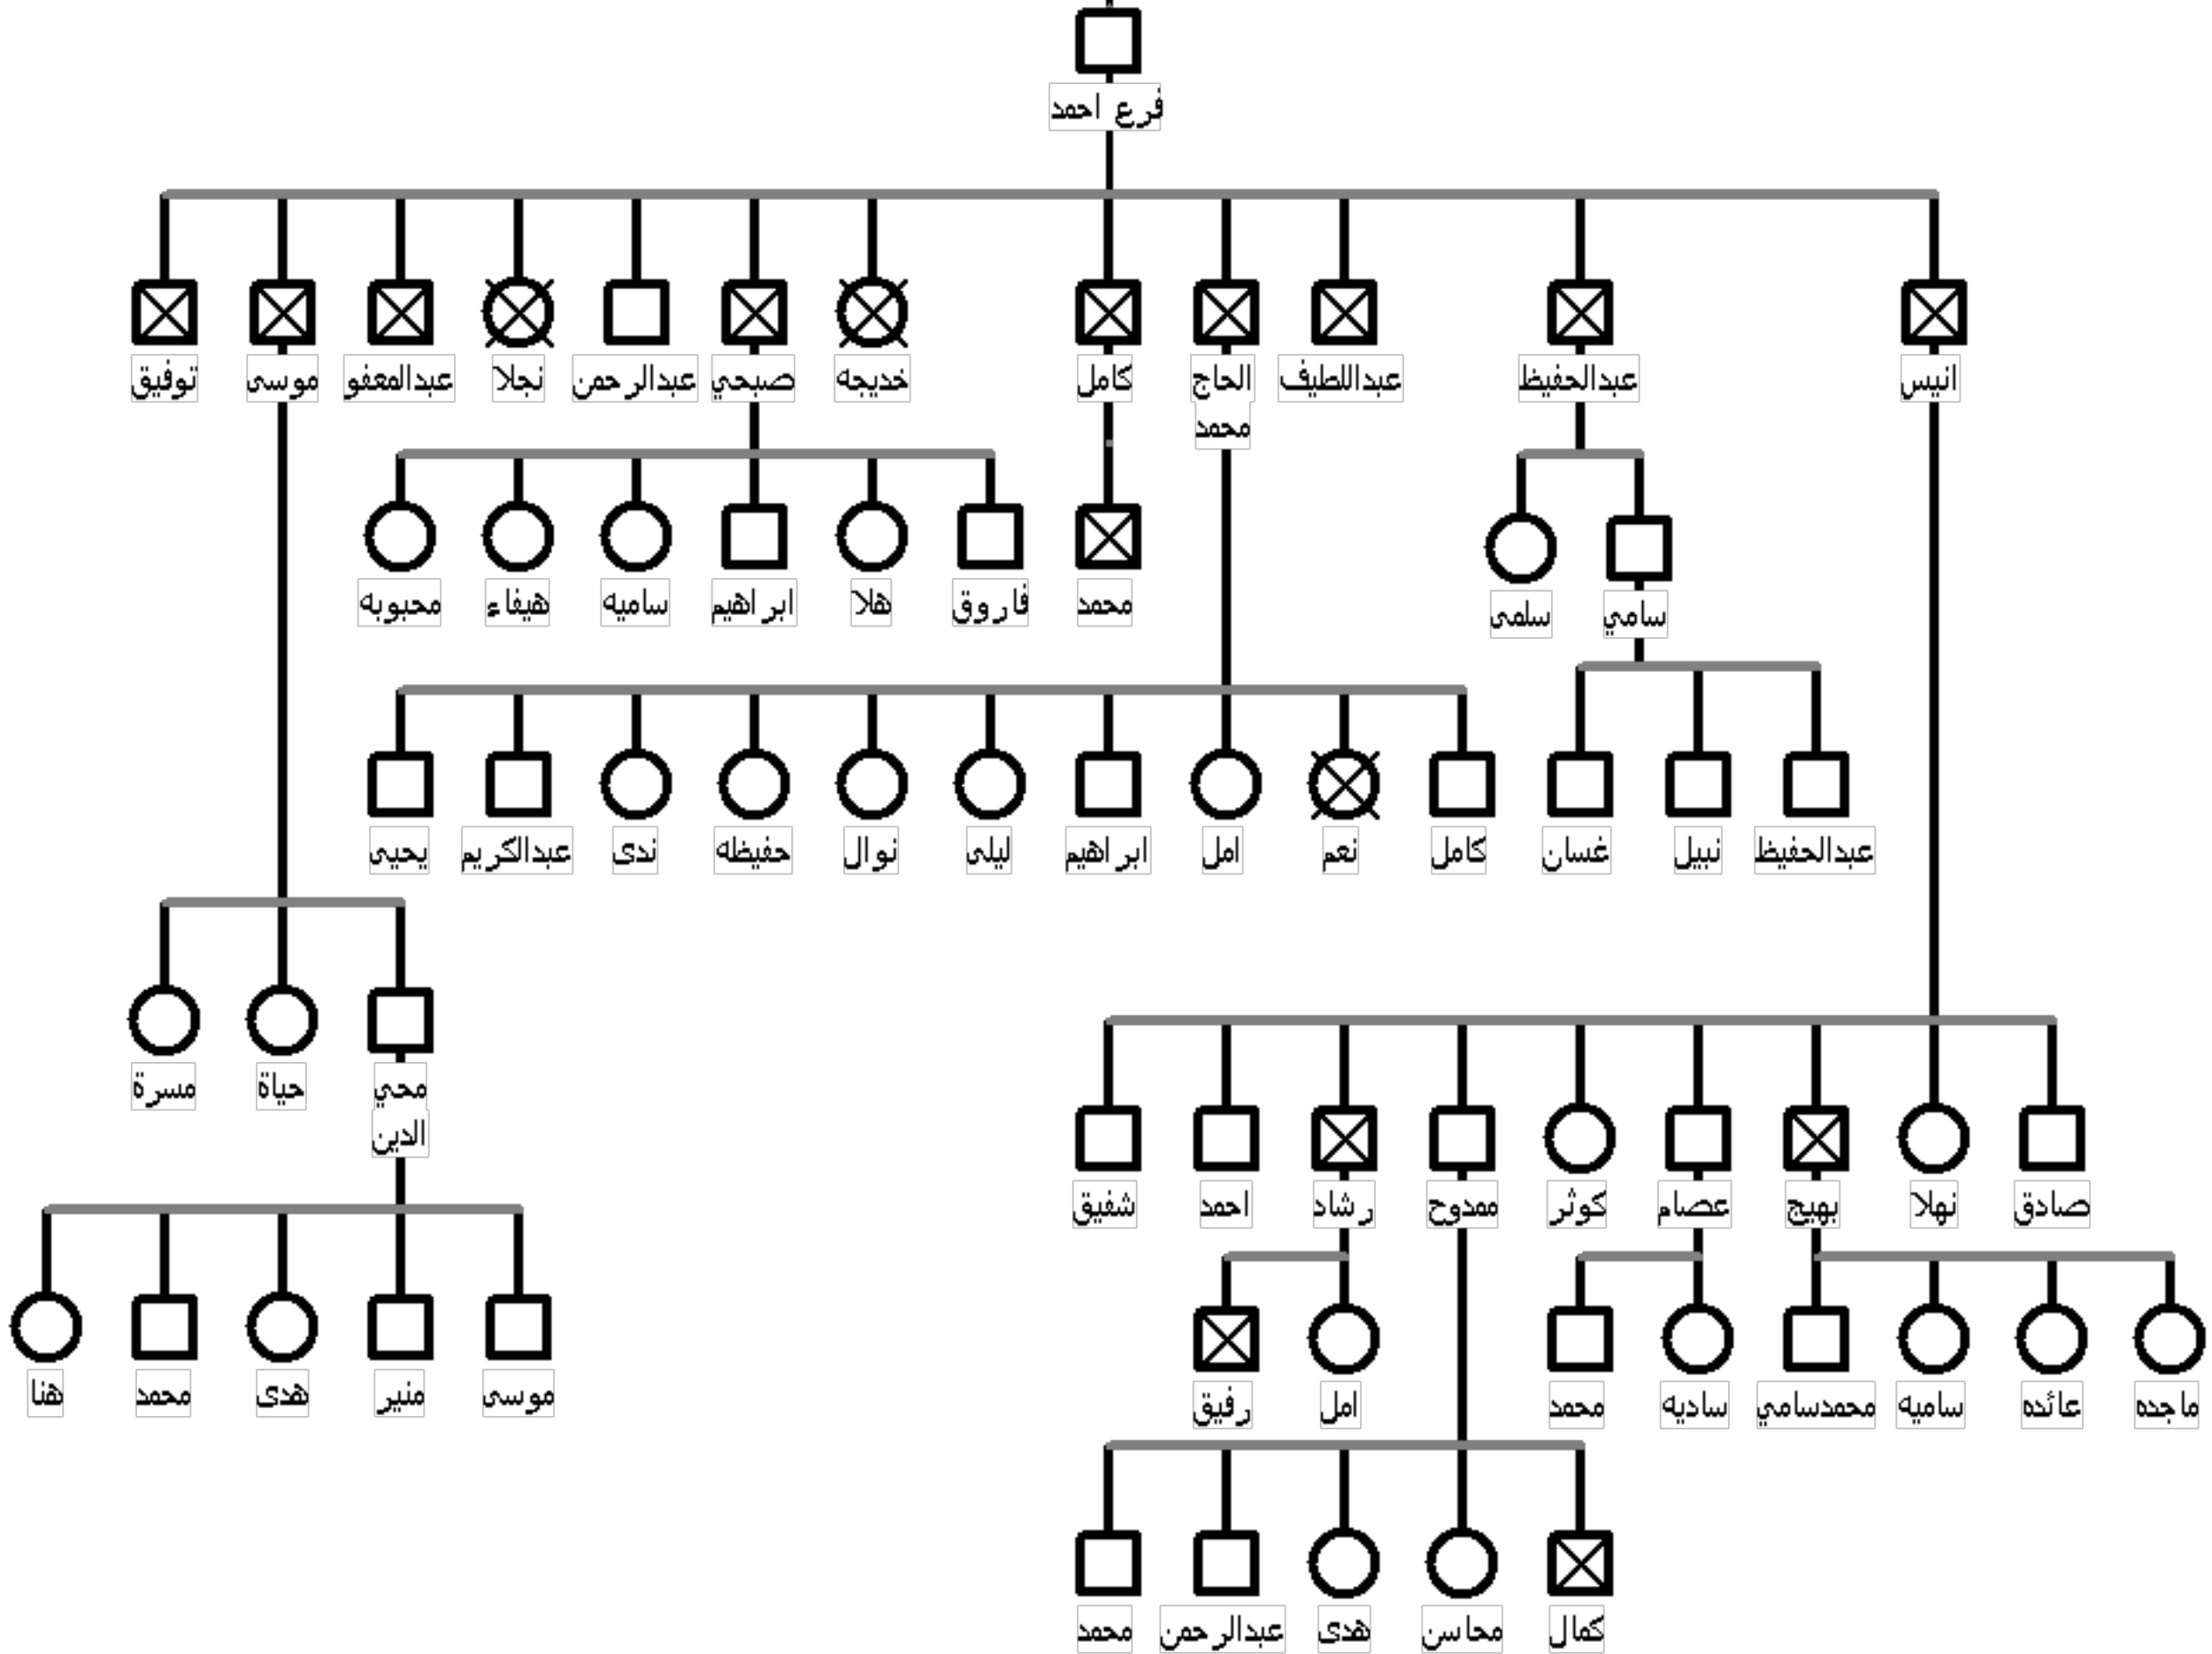 فرع احمد
انيس
عبدالحفيظ
عبداللطيف
الحاج
محمد
كامل
خديجه
صبحي
عبدالرحمن
نجلا
عبدالمعفو
موسى
توفيق
سامي
سلمى
محمد
فاروق
هلا
ابراهيم
ساميه
هيفاء
محبوبه
عبدالحفيظ
نبيل
غسان
كامل
نعم
امل
ابراهيم
ليلى
نوال
حفيظه
ندى
عبدالكريم
يحيى
محي
الدين
حياة
مسرة
صادق
نهلا
بهيج
عصام
كوثر
ممدوح
رشاد
احمد
شفيق
موسى
منير
هدى
محمد
هنا
ماجده
عائده
ساميه
محمدسامي
ساديه
محمد
امل
رفيق
كمال
محاسن
هدى
عبدالرحمن
محمد